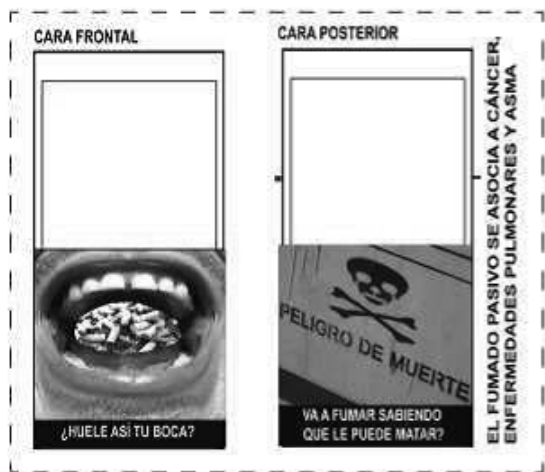 CARA FRONTAL
¿HUELE ASÍ TU BOCA?
CARA POSTERIOR
PELIGRO DE MUERTE
VA A FUMAR SABIENDO
QUE LE PUEDE MATAR?
EL FUMADO PASIVO SE ASOCIA A CÁNCER,
ENFERMEDADES PULMONARES Y ASMA